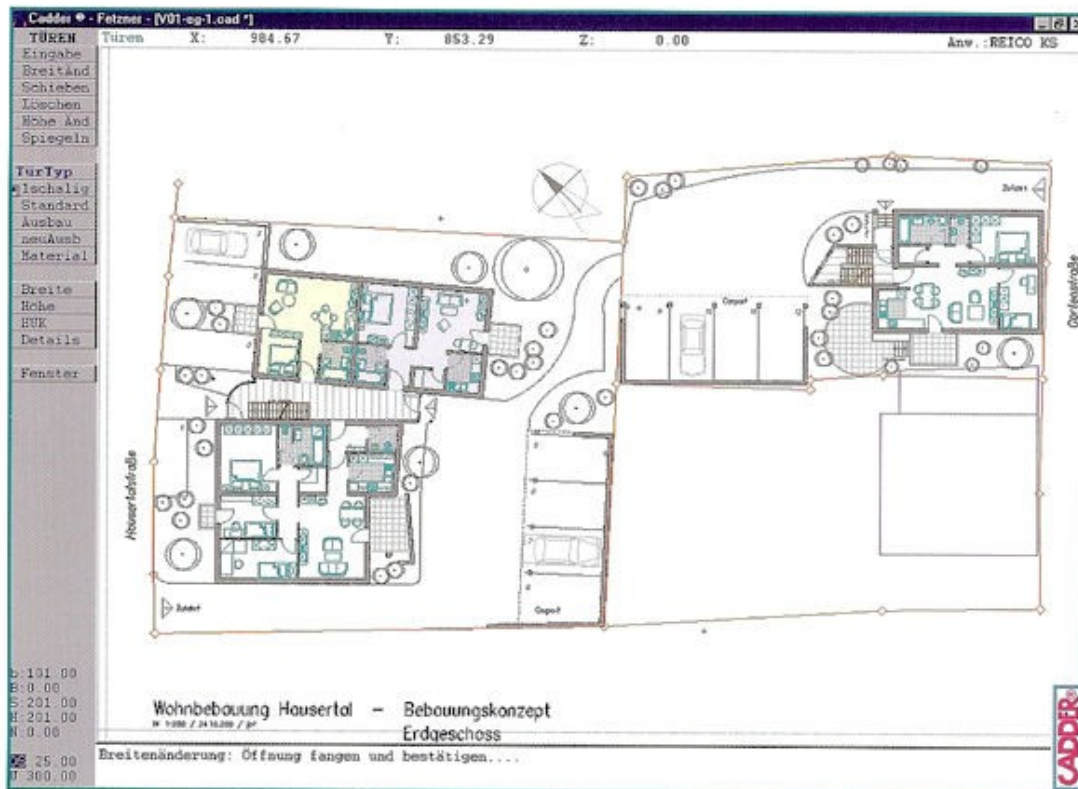 Cadder ® - Fetzner - [V01-eg-1.cad *]
TÜREN
Türen X: 984.67 Y: 853.29 Z: 0.00 Anw.:REICO KS
Eingabe
BreitÄnd
Schieben
Löschen
Höhe Änd
Spiegeln
TürTyp
1schalig
Standard
Ausbau
neuAusb
Material
Breite
Höhe
HUK
Details
Fenster
Zufahrt
Carport
Gartenstraße
Hausertalstraße
Zufahrt
Carport
b:101.00
B:0.00
S:201.00
H:201.00
N:0.00
OS 25.00
U 300.00
Wohnbebauung Hausertal – Bebauungskonzept
Erdgeschoss
Breitenänderung: Öffnung fangen und bestätigen....
CADDER®